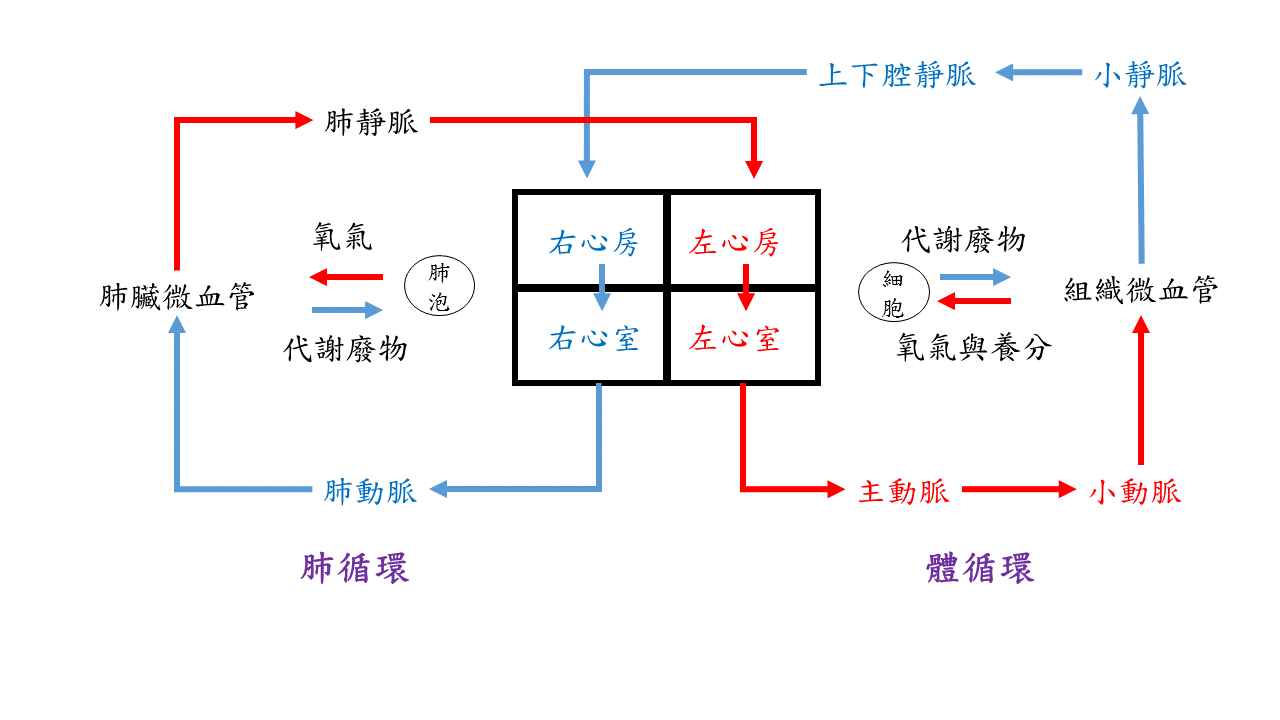 上下腔靜脈
小靜脈
肺靜脈
氧氣
肺泡
右心房
左心房
代謝廢物
細胞
肺臟微血管
組織微血管
代謝廢物
右心室
左心室
氧氣與養分
肺動脈
主動脈
小動脈
肺循環
體循環